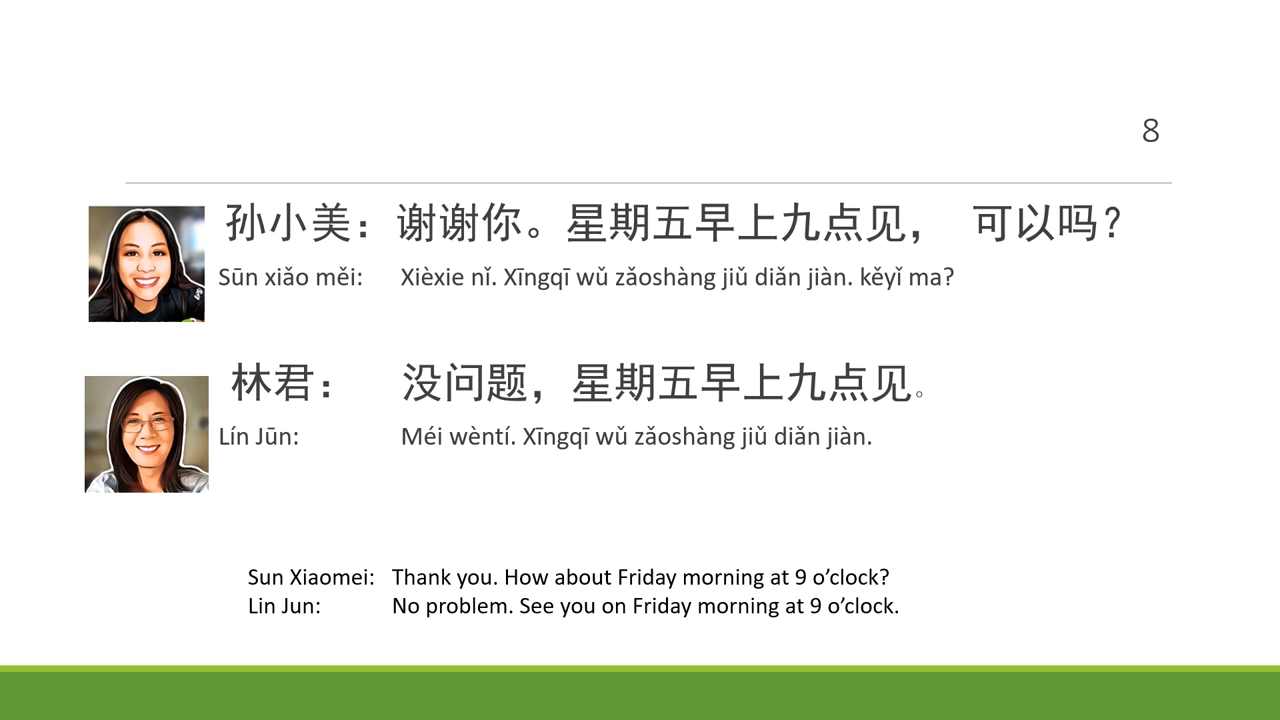 8
孙小美：谢谢你。星期五早上九点见， 可以吗？
Sūn xiǎo měi: Xièxie nǐ. Xīngqī wǔ zǎoshàng jiǔ diǎn jiàn. kěyǐ ma?
林君： 没问题，星期五早上九点见。
Lín Jūn: Méi wèntí. Xīngqī wǔ zǎoshàng jiǔ diǎn jiàn.
Sun Xiaomei: Thank you. How about Friday morning at 9 o’clock?
Lin Jun: No problem. See you on Friday morning at 9 o’clock.